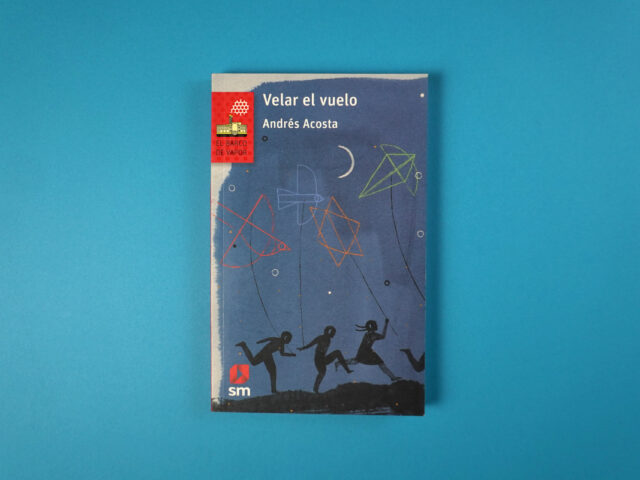 Velar el vuelo
Andrés Acosta
EL BARCO
DE VAPOR
sm